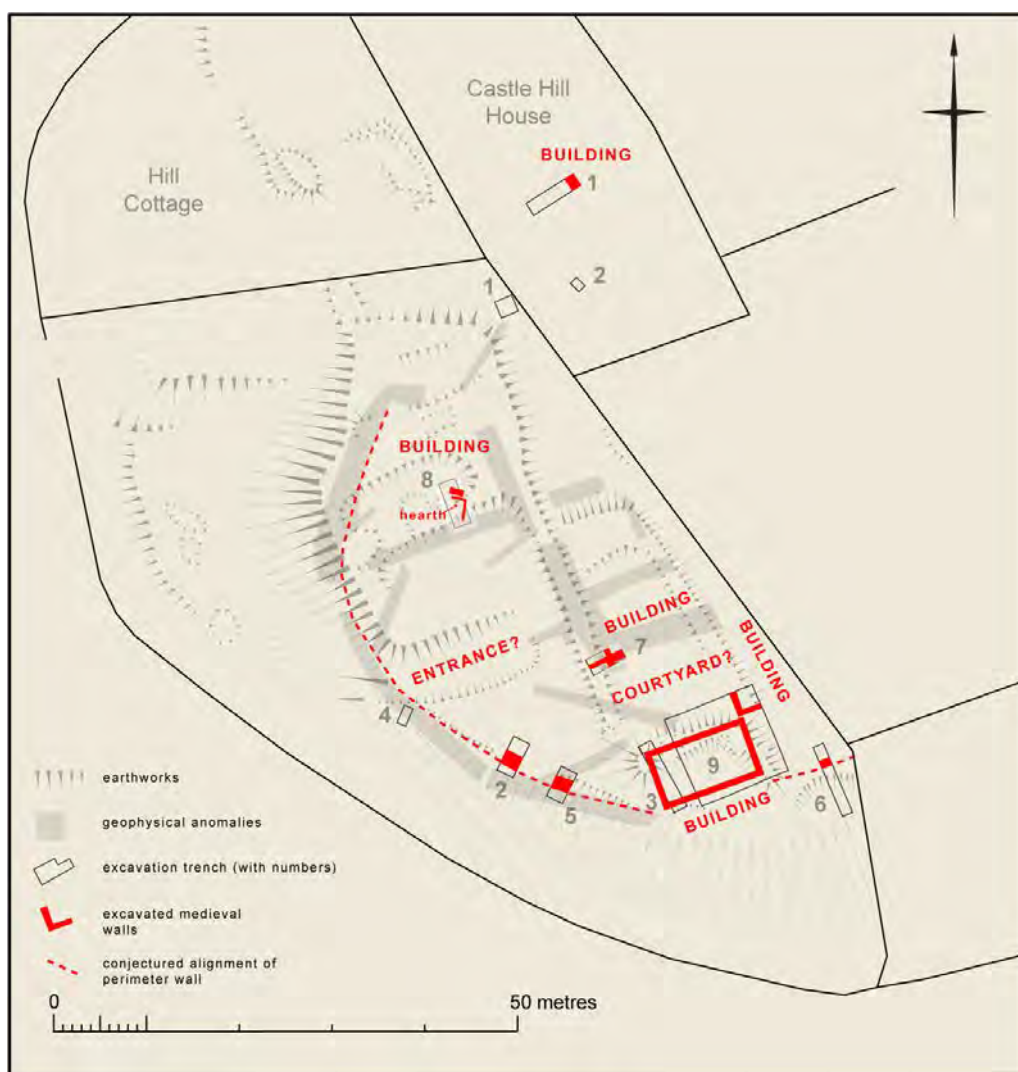 Castle Hill
House
BUILDING
1
Hill
Cottage
2
1
BUILDING
8
hearth
BUILDING
7
BUILDING
ENTRANCE?
COURTYARD?
4
2
5
3
9
6
BUILDING
earthworks
geophysical anomalies
excavation trench (with numbers)
excavated medieval
walls
conjectured alignment of
perimeter wall
0
50 metres